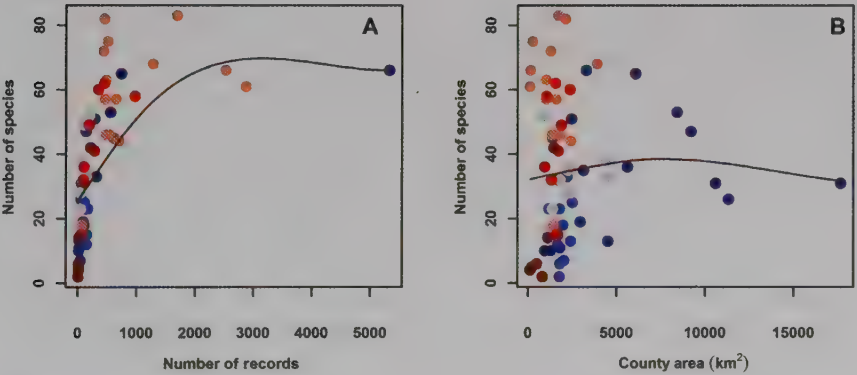 A
Number of species
0 20 40 60 80
0 1000 2000 3000 4000 5000
Number of records
B
Number of species
0 20 40 60 80
0 5000 10000 15000
County area (km²)